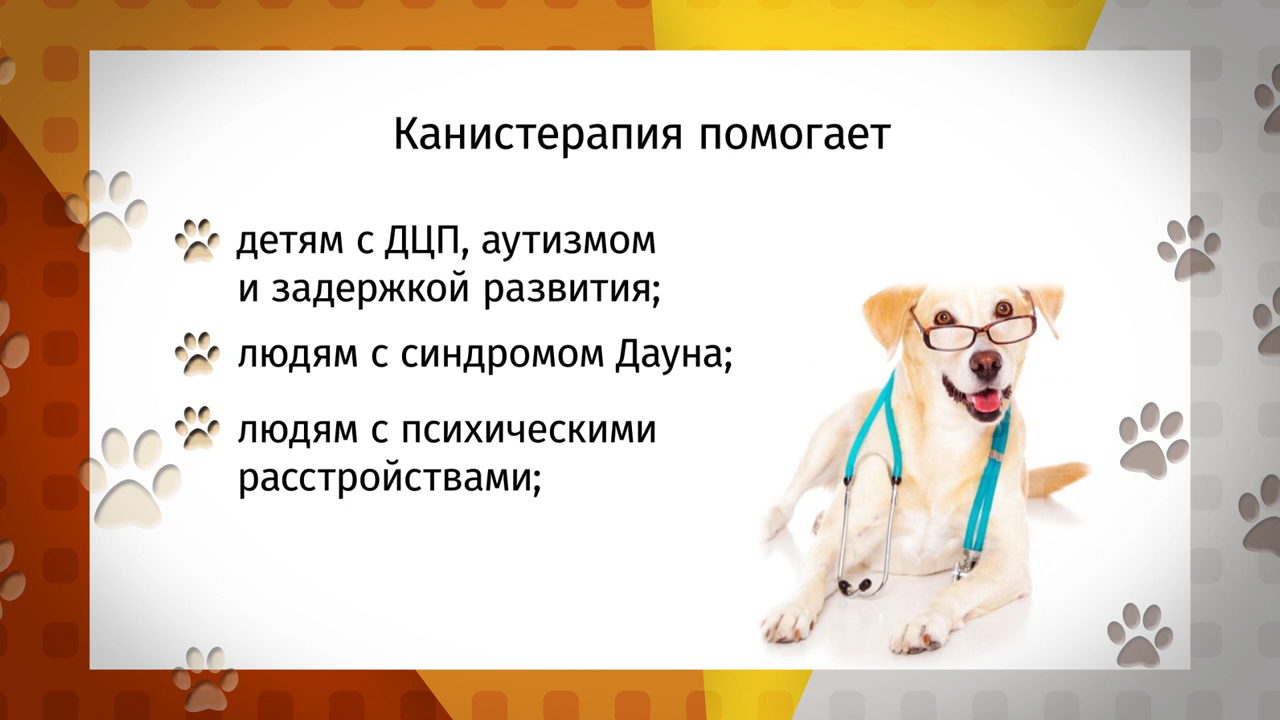 Канистерапия помогает
детям с ДЦП, аутизмом
и задержкой развития;
людям с синдромом Дауна;
людям с психическими
расстройствами;